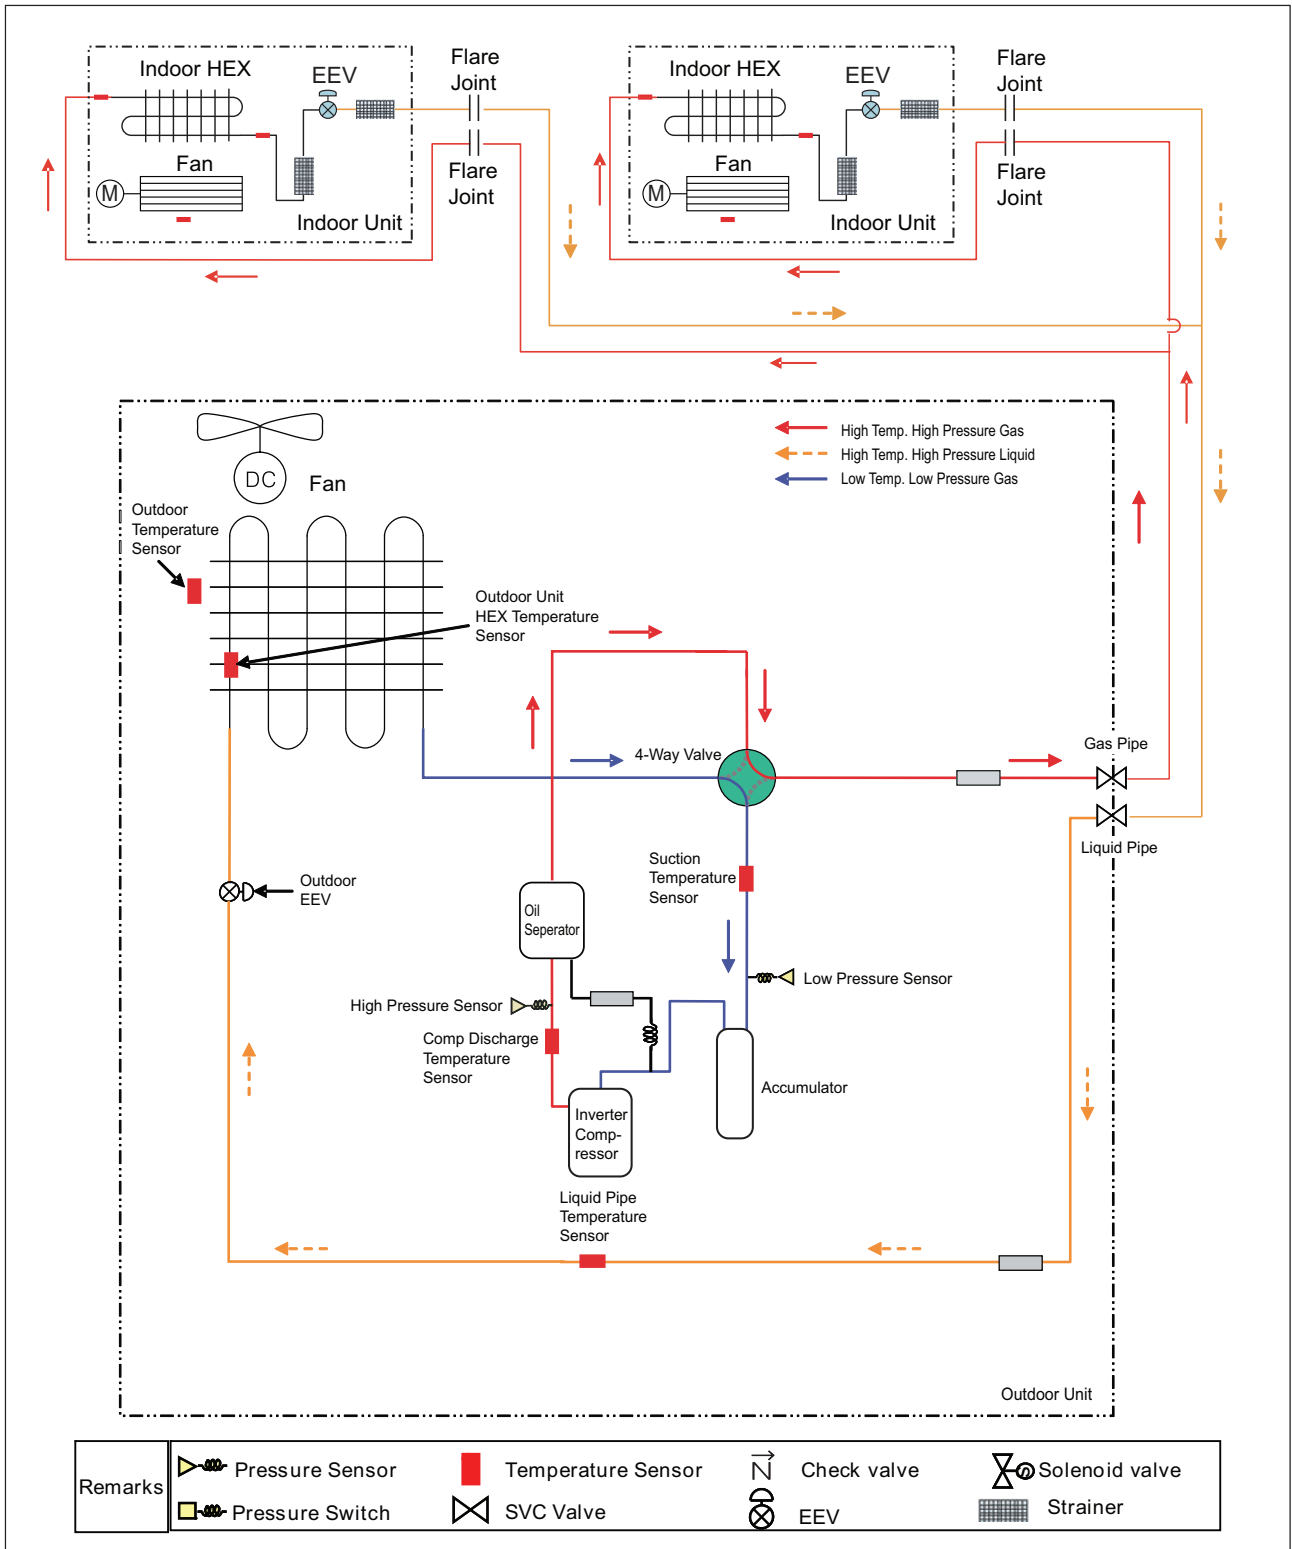 Indoor HEX
EEV
Flare
Joint
Fan
M
Flare
Joint
Indoor Unit
Indoor HEX
EEV
Flare
Joint
Fan
M
Flare
Joint
Indoor Unit
High Temp. High Pressure Gas
High Temp. High Pressure Liquid
Low Temp. Low Pressure Gas
DC
Fan
Outdoor
Temperature
Sensor
Outdoor Unit
HEX Temperature
Sensor
4-Way Valve
Gas Pipe
Liquid Pipe
Suction
Temperature
Sensor
Outdoor
EEV
Oil
Seperator
Low Pressure Sensor
High Pressure Sensor
Comp Discharge
Temperature
Sensor
Accumulator
Inverter
Comp-
ressor
Liquid Pipe
Temperature
Sensor
Outdoor Unit
Remarks
Pressure Sensor
Temperature Sensor
Check valve
S
Solenoid valve
Pressure Switch
SVC Valve
EEV
Strainer